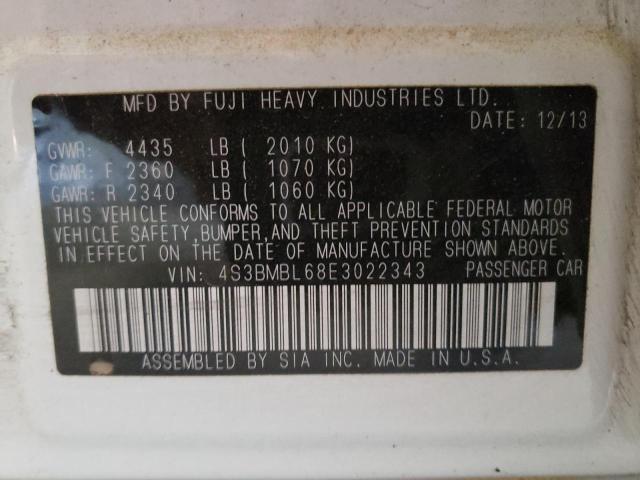 MFD BY FUJI HEAVY INDUSTRIES LTD.
DATE: 12/13
GVWR: 4435 LB ( 2010 KG)
GAWR: F 2360 LB ( 1070 KG)
GAWR: R 2340 LB ( 1060 KG)
THIS VEHICLE CONFORMS TO ALL APPLICABLE FEDERAL MOTOR
VEHICLE SAFETY,BUMPER,AND THEFT PREVENTION STANDARDS
IN EFFECT ON THE DATE OF MANUFACTURE SHOWN ABOVE.
VIN: 4S3BMBL68E3022343 PASSENGER CAR
ASSEMBLED BY SIA INC. MADE IN U.S.A.